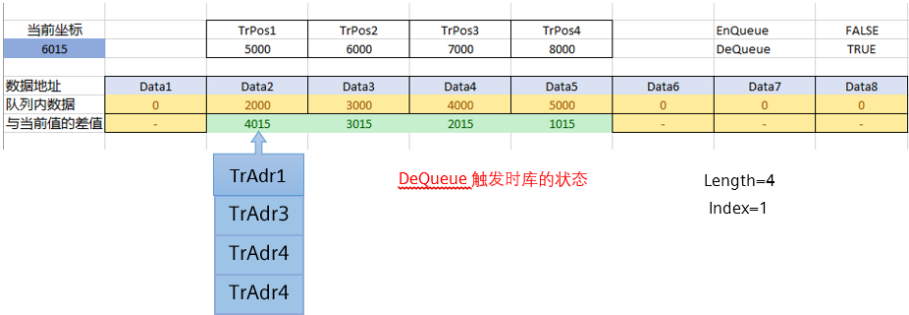 当前坐标 TrPos1 TrPos2 TrPos3 TrPos4 EnQueue FALSE
6015 5000 6000 7000 8000 DeQueue TRUE
数据地址 Data1 Data2 Data3 Data4 Data5 Data6 Data7 Data8
队列内数据 0 2000 3000 4000 5000 0 0 0
与当前值的差值 - 4015 3015 2015 1015 - - -
TrAdr1
TrAdr3
TrAdr4
TrAdr4
DeQueue 触发时库的状态
Length=4
Index=1